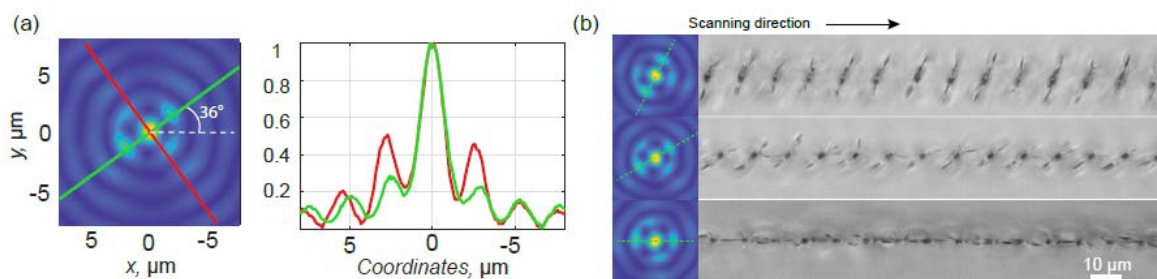 (a)
5
0
-5
y, μm
36°
5 0 -5
x, μm
1
0.8
0.6
0.4
0.2
5 0 -5
Coordinates, μm
(b)
Scanning direction
10 μm